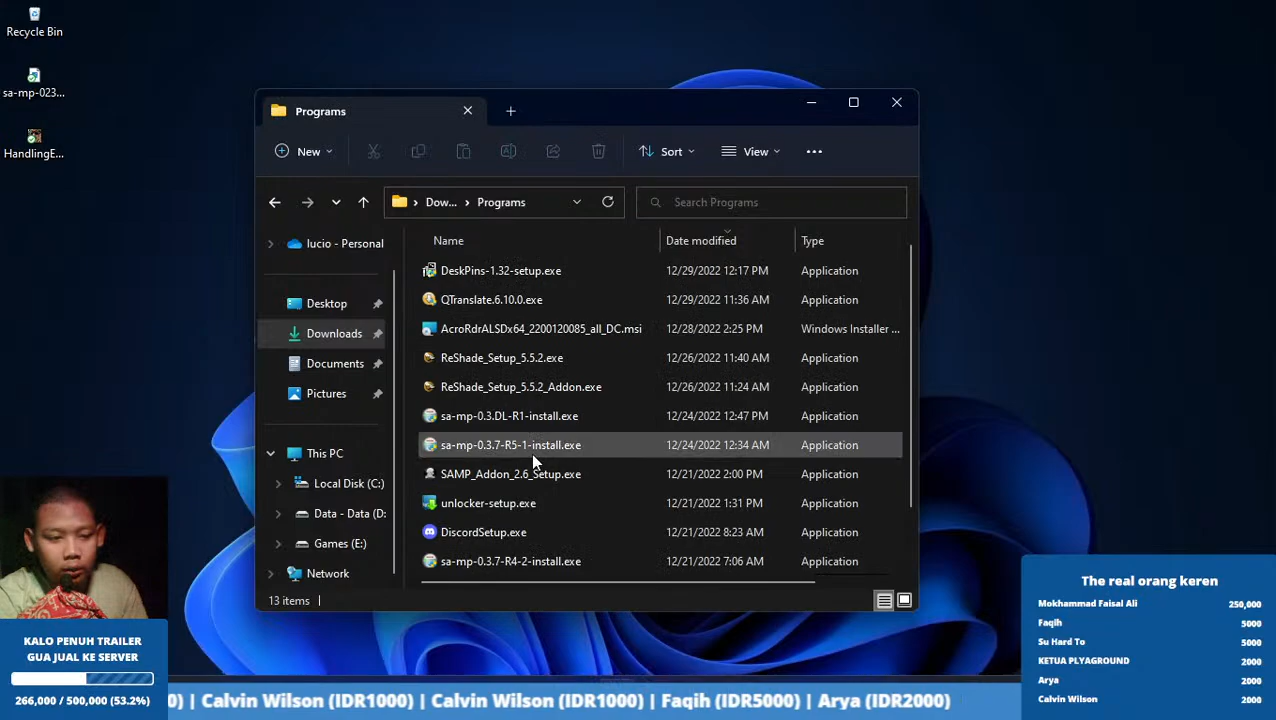 Recycle Bin
sa-mp-023...
HandlingE...
Programs
New
Sort
View
Dow...
Programs
Search Programs
lucio - Personal
Desktop
Downloads
Documents
Pictures
This PC
Local Disk (C:)
Data - Data (D:
Games (E:)
Network
Name
Date modified
Type
DeskPins-1.32-setup.exe
12/29/2022 12:17 PM
Application
QTranslate.6.10.0.exe
12/29/2022 11:36 AM
Application
AcroRdrALSDx64_2200120085_all_DC.msi
12/28/2022 2:25 PM
Windows Installer ...
ReShade_Setup_5.5.2.exe
12/26/2022 11:40 AM
Application
ReShade_Setup_5.5.2_Addon.exe
12/26/2022 11:24 AM
Application
sa-mp-0.3.DL-R1-install.exe
12/24/2022 12:47 PM
Application
sa-mp-0.3.7-R5-1-install.exe
12/24/2022 12:34 AM
Application
SAMP_Addon_2.6_Setup.exe
12/21/2022 2:00 PM
Application
unlocker-setup.exe
12/21/2022 1:31 PM
Application
DiscordSetup.exe
12/21/2022 8:23 AM
Application
sa-mp-0.3.7-R4-2-install.exe
12/21/2022 7:06 AM
Application
13 items
KALO PENUH TRAILER
GUA JUAL KE SERVER
266,000 / 500,000 (53.2%)
The real orang keren
Mokhammad Faisal Ali 250,000
Faqih 5000
Su Hard To 5000
KETUA PLYAGROUND 2000
Arya 2000
Calvin Wilson 2000
0) | Calvin Wilson (IDR1000) | Calvin Wilson (IDR1000) | Faqih (IDR5000) | Arya (IDR2000)